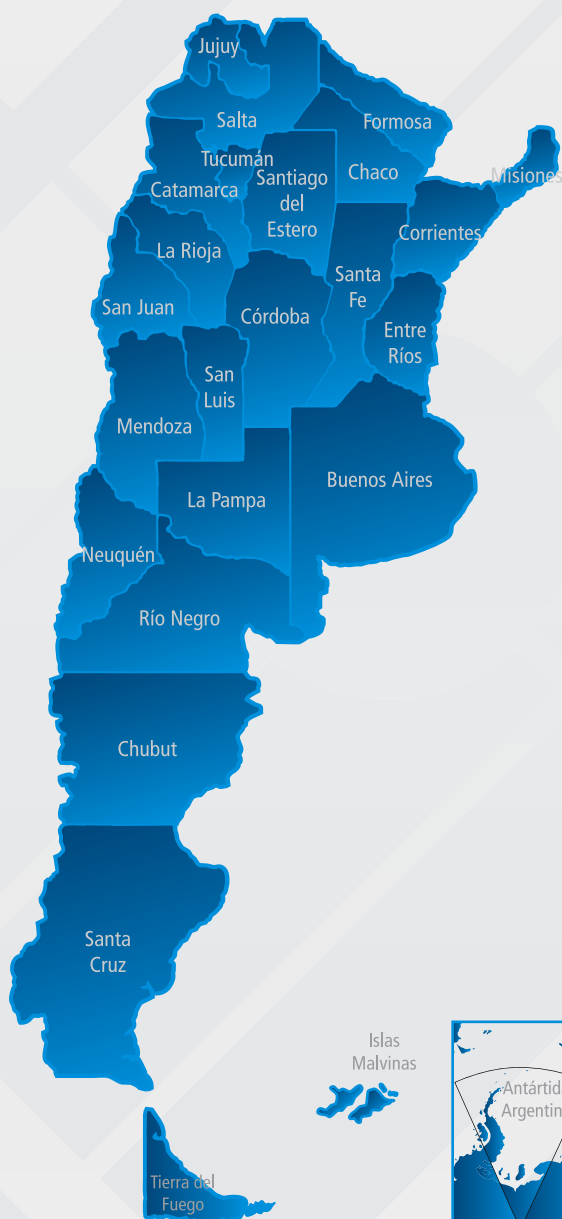 Jujuy
Salta
Formosa
Tucumán
Chaco
Misiones
Catamarca
Santiago
del
Estero
Corrientes
La Rioja
Santa
Fe
San Juan
Córdoba
Entre
Ríos
San
Luis
Mendoza
Buenos Aires
La Pampa
Neuquén
Río Negro
Chubut
Santa
Cruz
Islas
Malvinas
Antártid
Argentin
Tierra del
Fuego